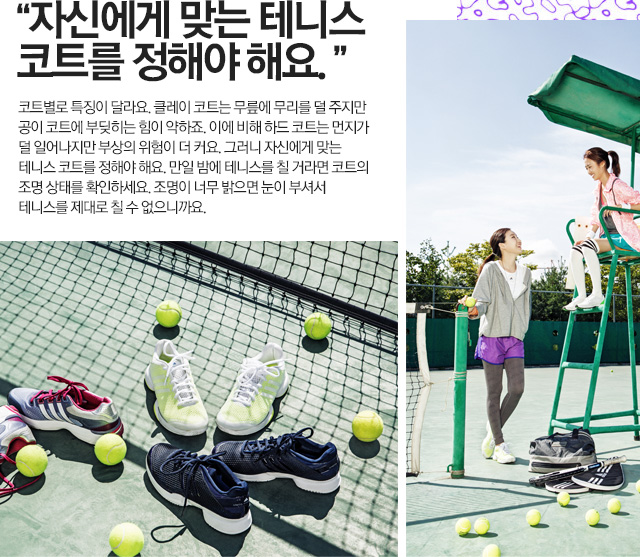 “자신에게 맞는 테니스
코트를 정해야 해요. ”
코트별로 특징이 달라요. 클레이 코트는 무릎에 무리를 덜 주지만
공이 코트에 부딪히는 힘이 약하죠. 이에 비해 하드 코트는 먼지가
덜 일어나지만 부상의 위험이 더 커요. 그러니 자신에게 맞는
테니스 코트를 정해야 해요. 만일 밤에 테니스를 칠 거라면 코트의
조명 상태를 확인하세요. 조명이 너무 밝으면 눈이 부셔서
테니스를 제대로 칠 수 없으니까요.